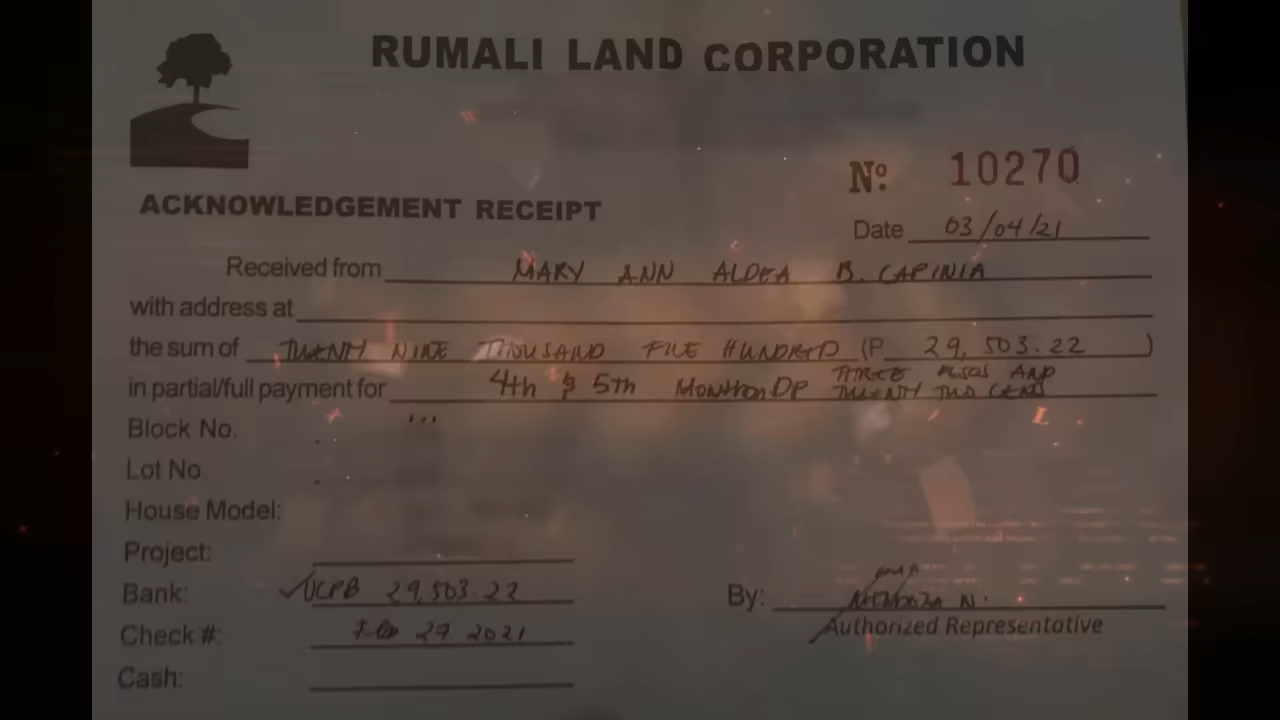 RUMALI LAND CORPORATION
Nº 10270
ACKNOWLEDGEMENT RECEIPT
Date 03/04/21
Received from MARY ANN ALDEA B. CAPINIA
with address at
the sum of TWENTY NINE THOUSAND FIVE HUNDRED (P 29,503.22 )
THREE PESOS AND
in partial/full payment for 4th & 5th Month on DP TWENTY TWO CENTS
Block No.
Lot No.
House Model:
Project:
Bank: UCPB 29,503.22
By:
Check #: Feb 27 2021
Authorized Representative
Cash: